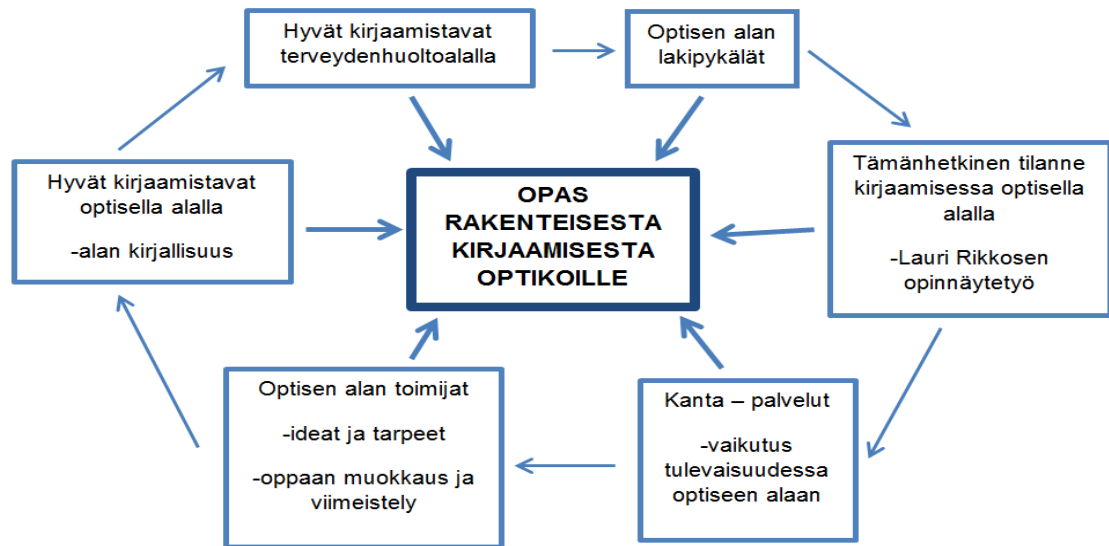 Hyvät kirjaamistavat
terveydenhuoltoalalla
Optisen alan
lakipykälät
Hyvät kirjaamistavat
optisella alalla
-alan kirjallisuus
OPAS
RAKENTEISESTA
KIRJAAMISESTA
OPTIKOILLE
Tämänhetkinen tilanne
kirjaamisessa optisella
alalla
-Lauri Rikkosen
opinnäytetyö
Optisen alan toimijat
-ideat ja tarpeet
-oppaan muokkaus ja
viimeistely
Kanta – palvelut
-vaikutus
tulevaisuudessa
optiseen alaan